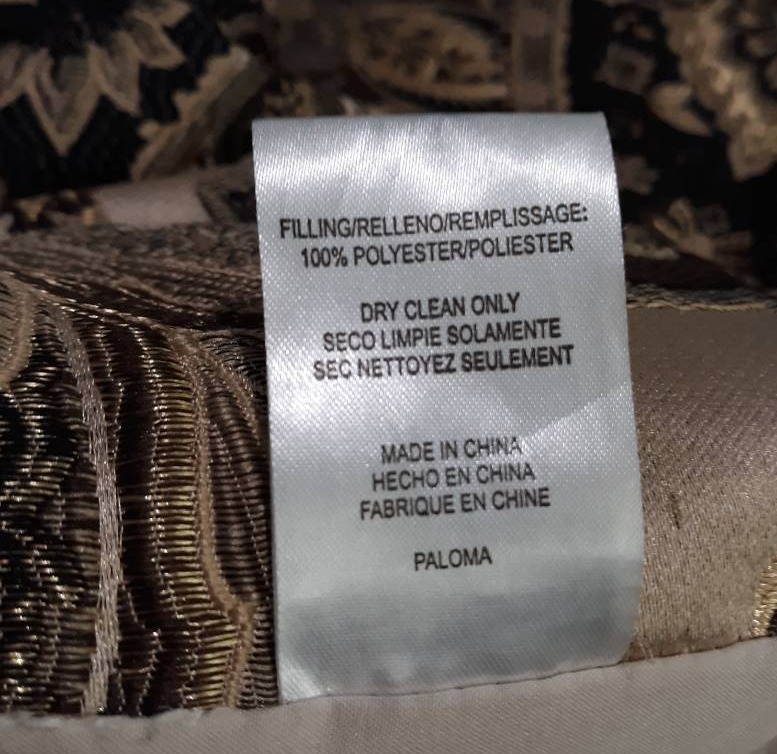 FILLING/RELLENO/REMPLISSAGE:
100% POLYESTER/POLIESTER
DRY CLEAN ONLY
SECO LIMPIE SOLAMENTE
SEC NETTOYEZ SEULEMENT
MADE IN CHINA
HECHO EN CHINA
FABRIQUE EN CHINE
PALOMA